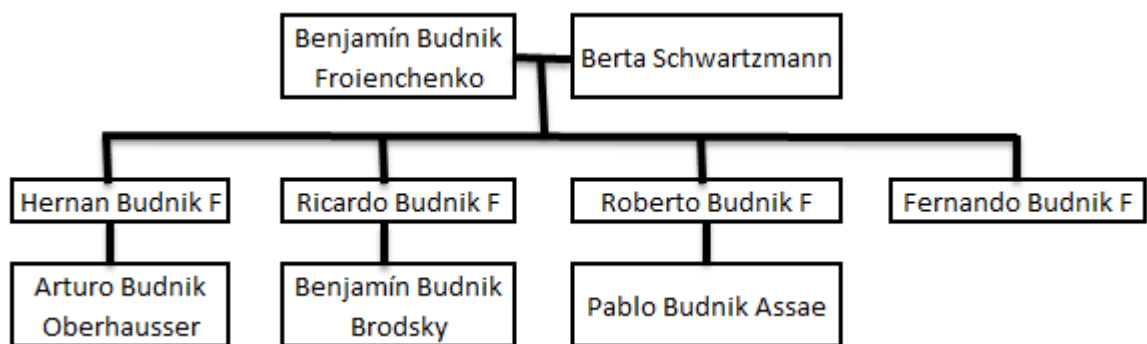 Benjamín Budnik
Froienchenko
Berta Schwartzmann
Hernan Budnik F
Ricardo Budnik F
Roberto Budnik F
Fernando Budnik F
Arturo Budnik
Oberhausser
Benjamín Budnik
Brodsky
Pablo Budnik Assae